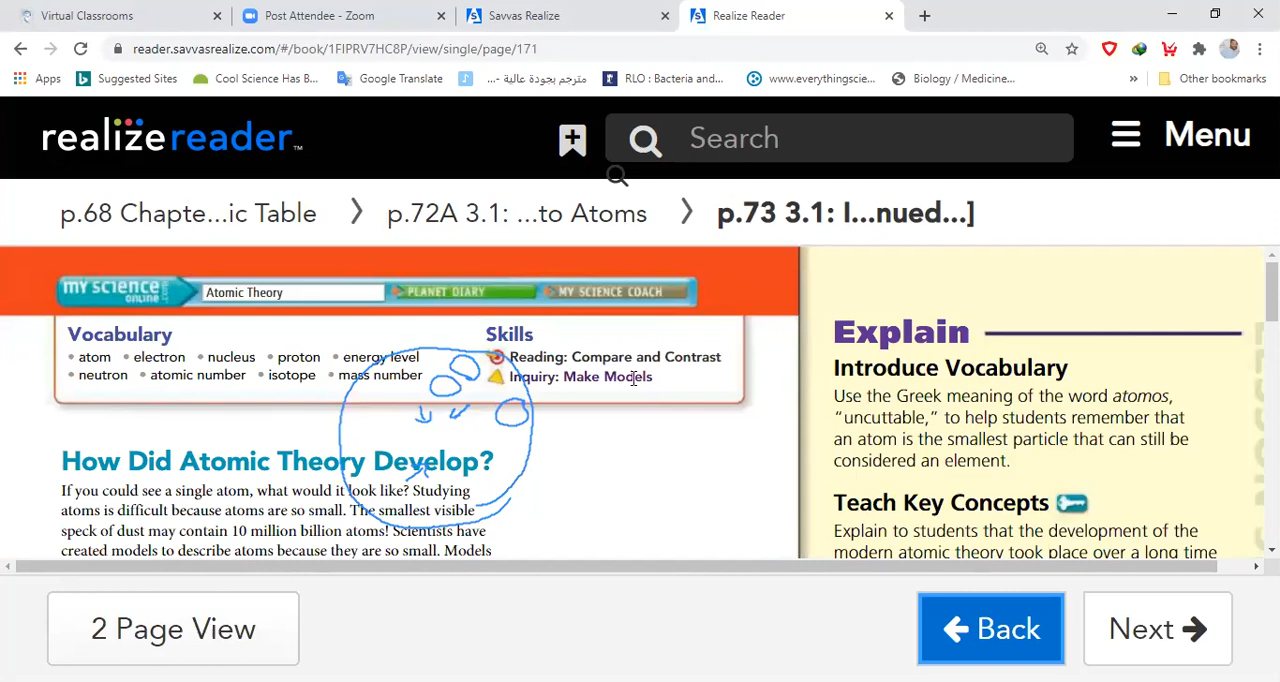 Virtual Classrooms
Post Attendee - Zoom
Savvas Realize
Realize Reader
reader.savvasrealize.com/#/book/1FIPRV7HC8P/view/single/page/171
Apps
Suggested Sites
Cool Science Has B...
Google Translate
مترجم بجودة عالية -...
RLO : Bacteria and...
www.everythingscie...
Biology / Medicine...
»
Other bookmarks
realizereader™
Search
Menu
p.68 Chapte...ic Table
p.72A 3.1: ...to Atoms
p.73 3.1: I...nued...]
my science online
Atomic Theory
PLANET DIARY
MY SCIENCE COACH
Vocabulary
• atom • electron • nucleus • proton • energy level
• neutron • atomic number • isotope • mass number
Skills
Reading: Compare and Contrast
Inquiry: Make Models
How Did Atomic Theory Develop?
If you could see a single atom, what would it look like? Studying
atoms is difficult because atoms are so small. The smallest visible
speck of dust may contain 10 million billion atoms! Scientists have
created models to describe atoms because they are so small. Models
Explain
Introduce Vocabulary
Use the Greek meaning of the word atomos,
“uncuttable,” to help students remember that
an atom is the smallest particle that can still be
considered an element.
Teach Key Concepts
Explain to students that the development of the
modern atomic theory took place over a long time
2 Page View
Back
Next